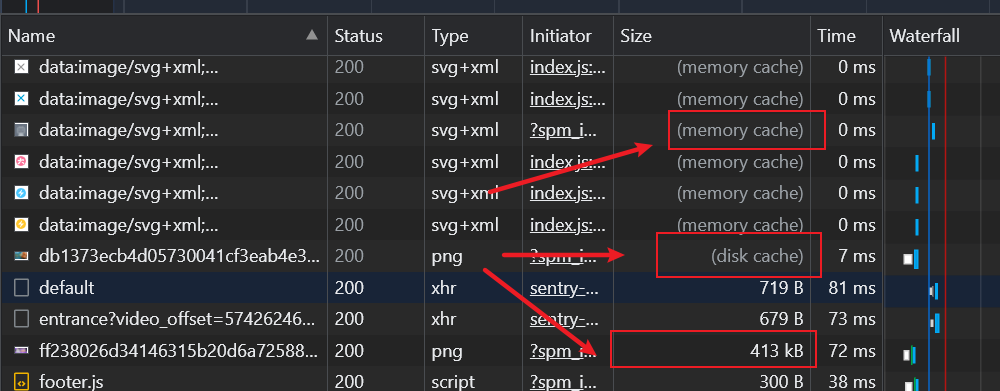 Name Status Type Initiator Size Time Waterfall
data:image/svg+xml;... 200 svg+xml index.js:... (memory cache) 0 ms
data:image/svg+xml;... 200 svg+xml index.js:... (memory cache) 0 ms
data:image/svg+xml;... 200 svg+xml ?spm_i... (memory cache) 0 ms
data:image/svg+xml;... 200 svg+xml index.js:... (memory cache) 0 ms
data:image/svg+xml;... 200 svg+xml index.js:... (memory cache) 0 ms
data:image/svg+xml;... 200 svg+xml index.js:... (memory cache) 0 ms
db1373ecb4d05730041cf3eab4e3... 200 png ?spm_i... (disk cache) 7 ms
default 200 xhr sentry-... 719 B 81 ms
entrance?video_offset=57426246... 200 xhr sentry-... 679 B 73 ms
ff238026d34146315b20d6a72588... 200 png ?spm_i... 413 kB 72 ms
footer.js 200 script ?spm_i... 300 B 38 ms